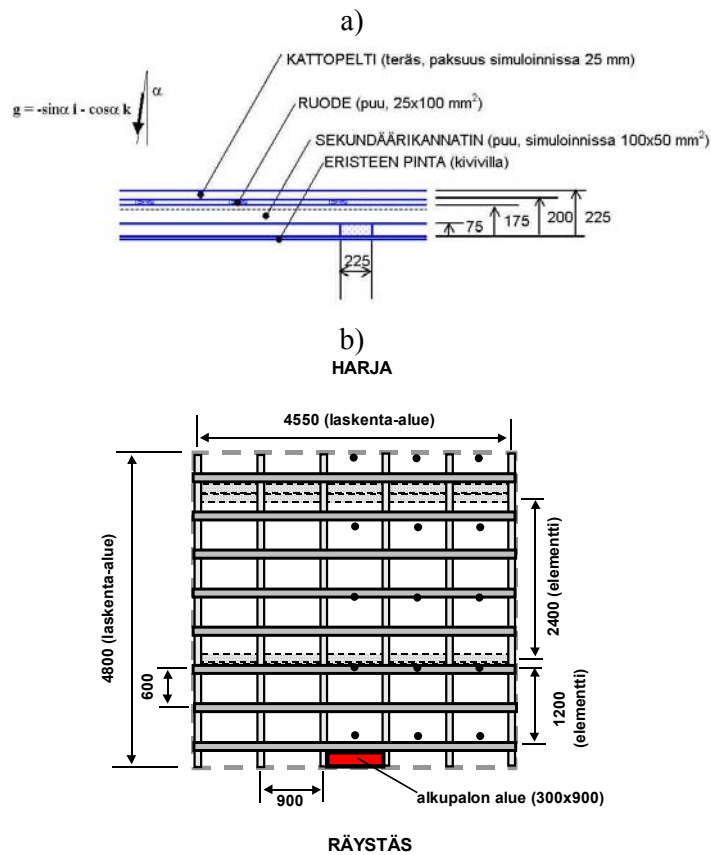 a)
KATTOPELTI (teräs, paksuus simuloinnissa 25 mm)
α
g = -sinα i - cosα k
RUODE (puu, 25x100 mm²)
SEKUNDÄÄRIKANNATIN (puu, simuloinnissa 100x50 mm²)
ERISTEEN PINTA (kivivilla)
75
175
200
225
225
b)
HARJA
4550 (laskenta-alue)
4800 (laskenta-alue)
2400 (elementti)
600
1200
(elementti)
900
alkupalon alue (300x900)
RÄYSTÄS